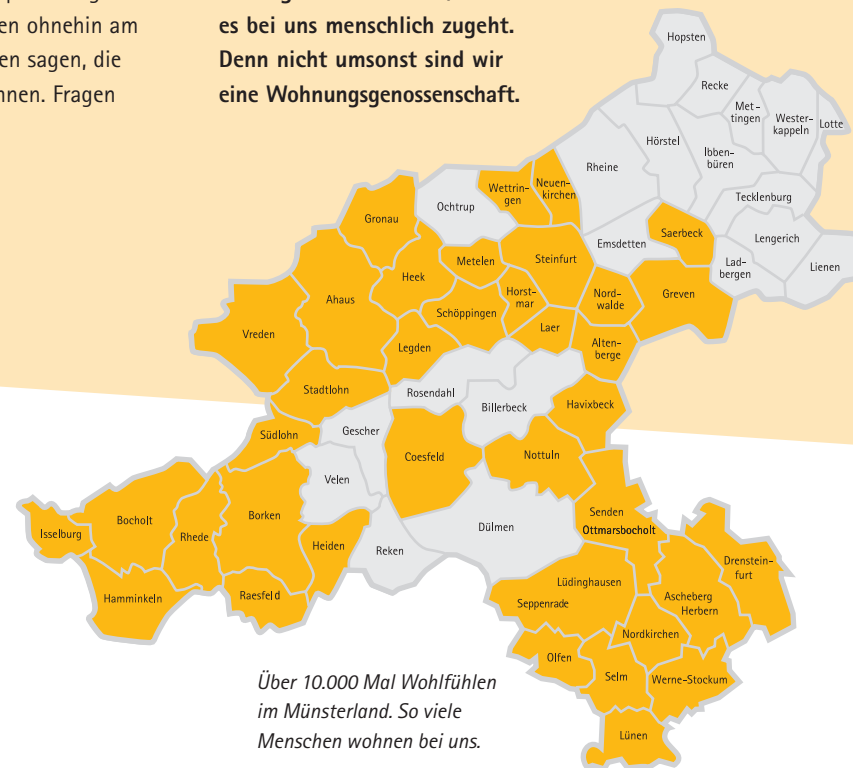 en ohnehin am
en sagen, die
nnen. Fragen
es bei uns menschlich zugeht.
Denn nicht umsonst sind wir
eine Wohnungsgenossenschaft.
Hopsten
Recke
Met-
tingen
Wester-
kappeln
Lotte
Hörstel
Ibben-
büren
Rheine
Neuen-
kirchen
Wettrin-
gen
Ochtrup
Gronau
Tecklenburg
Saerbeck
Emsdetten
Lengerich
Lad-
bergen
Lienen
Steinfurt
Metelen
Heek
Ahaus
Horst-
mar
Nord-
walde
Greven
Schöppingen
Laer
Vreden
Legden
Alten-
berge
Stadtlohn
Rosendahl
Billerbeck
Havixbeck
Südlohn
Gescher
Coesfeld
Nottuln
Velen
Senden
Ottmarsbocholt
Isselburg
Bocholt
Rhede
Borken
Heiden
Reken
Dülmen
Drenstein-
furt
Hamminkeln
Raesfeld
Lüdinghausen
Seppenrade
Ascheberg
Herbern
Nordkirchen
Olfen
Selm
Werne-Stockum
Lünen
Über 10.000 Mal Wohlfühlen
im Münsterland. So viele
Menschen wohnen bei uns.